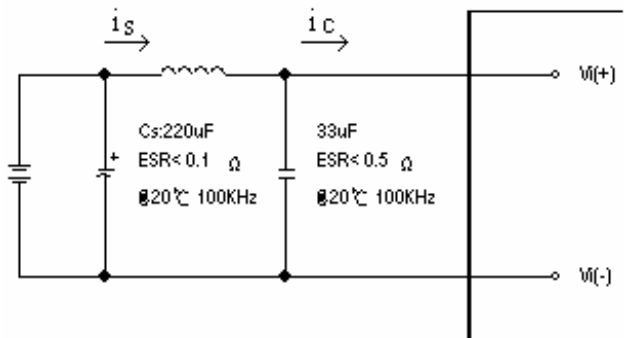 is
ic
Vi(+)
Cs:220uF
ESR<0.1 Ω
@20℃ 100KHz
33uF
ESR<0.5 Ω
@20℃ 100KHz
+
Vi(-)